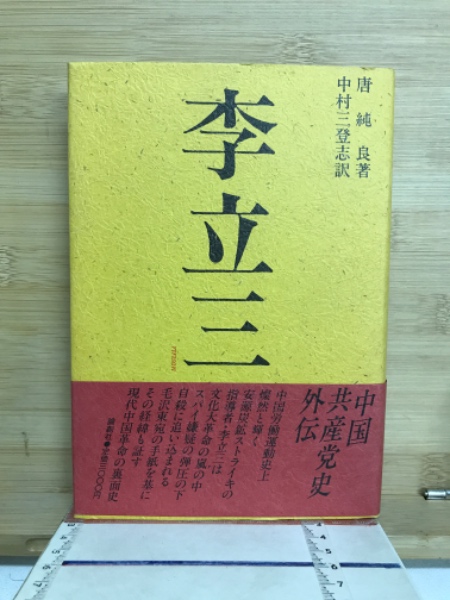 唐純良著
中村三登志訳
李立三
中国
共産党史
外伝
中国労働運動史上
燦然と輝く
安源炭鉱ストライキの
指導者・李立三は
文化大革命の嵐の中
スパイ嫌疑の弾圧の下
自殺に追い込まれる
毛沢東宛の手紙を基に
その経緯も証す
現代中国革命の裏面史